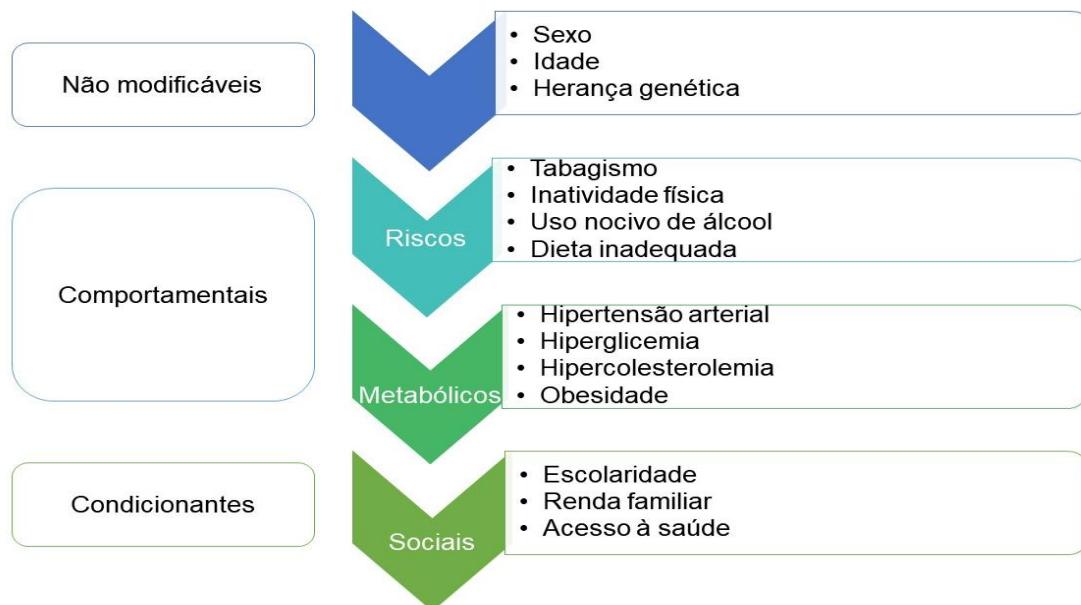 Não modificáveis
• Sexo
• Idade
• Herança genética
Comportamentais
Riscos
• Tabagismo
• Inatividade física
• Uso nocivo de álcool
• Dieta inadequada
Metabólicos
• Hipertensão arterial
• Hiperglicemia
• Hipercolesterolemia
• Obesidade
Condicionantes
Sociais
• Escolaridade
• Renda familiar
• Acesso à saúde